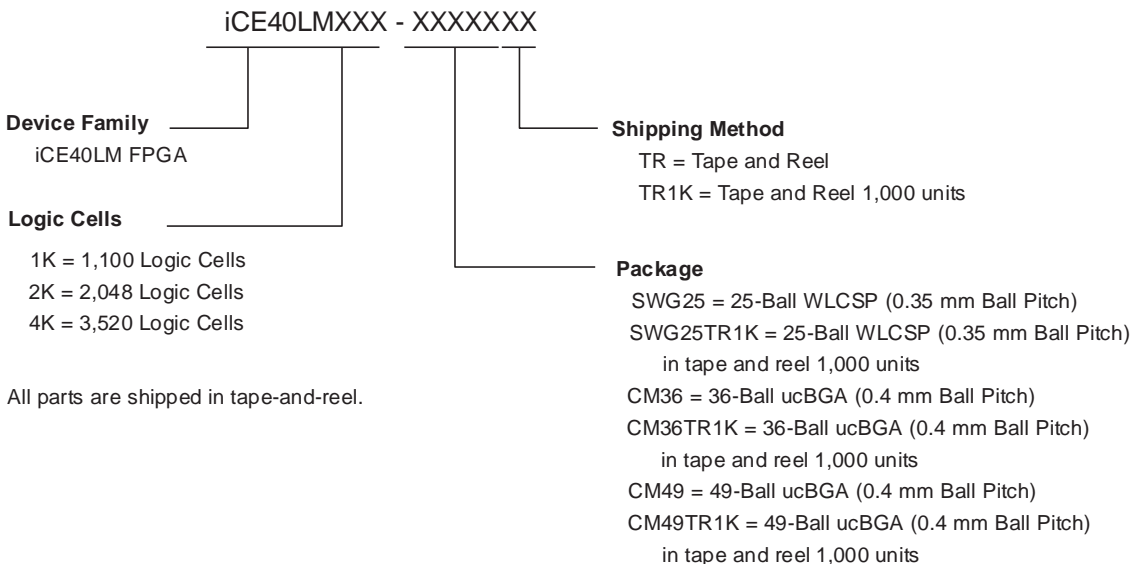 iCE40LMXXX - XXXXXXX
Device Family
iCE40LM FPGA
Logic Cells
1K = 1,100 Logic Cells
2K = 2,048 Logic Cells
4K = 3,520 Logic Cells
All parts are shipped in tape-and-reel.
Shipping Method
TR = Tape and Reel
TR1K = Tape and Reel 1,000 units
Package
SWG25 = 25-Ball WLCSP (0.35 mm Ball Pitch)
SWG25TR1K = 25-Ball WLCSP (0.35 mm Ball Pitch)
in tape and reel 1,000 units
CM36 = 36-Ball ucBGA (0.4 mm Ball Pitch)
CM36TR1K = 36-Ball ucBGA (0.4 mm Ball Pitch)
in tape and reel 1,000 units
CM49 = 49-Ball ucBGA (0.4 mm Ball Pitch)
CM49TR1K = 49-Ball ucBGA (0.4 mm Ball Pitch)
in tape and reel 1,000 units